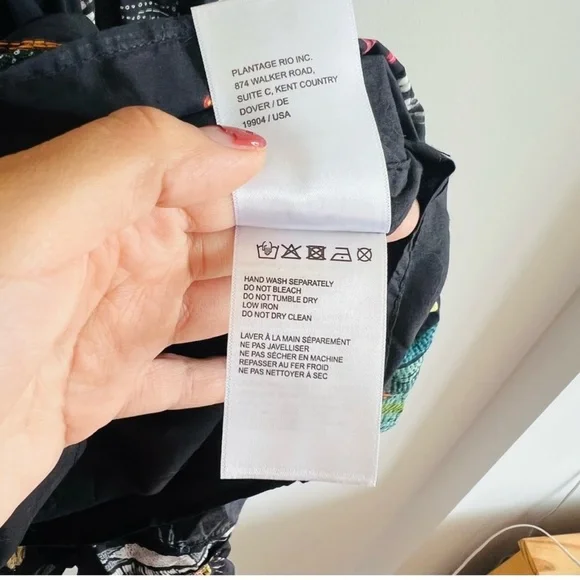 PLANTAGE RIO INC.
874 WALKER ROAD,
SUITE C, KENT COUNTRY
DOVER / DE
19904 / USA
HAND WASH SEPARATELY
DO NOT BLEACH
DO NOT TUMBLE DRY
LOW IRON
DO NOT DRY CLEAN
LAVER À LA MAIN SÉPAREMENT
NE PAS JAVELLISER
NE PAS SÉCHER EN MACHINE
REPASSER AU FER FROID
NE PAS NETTOYER À SEC